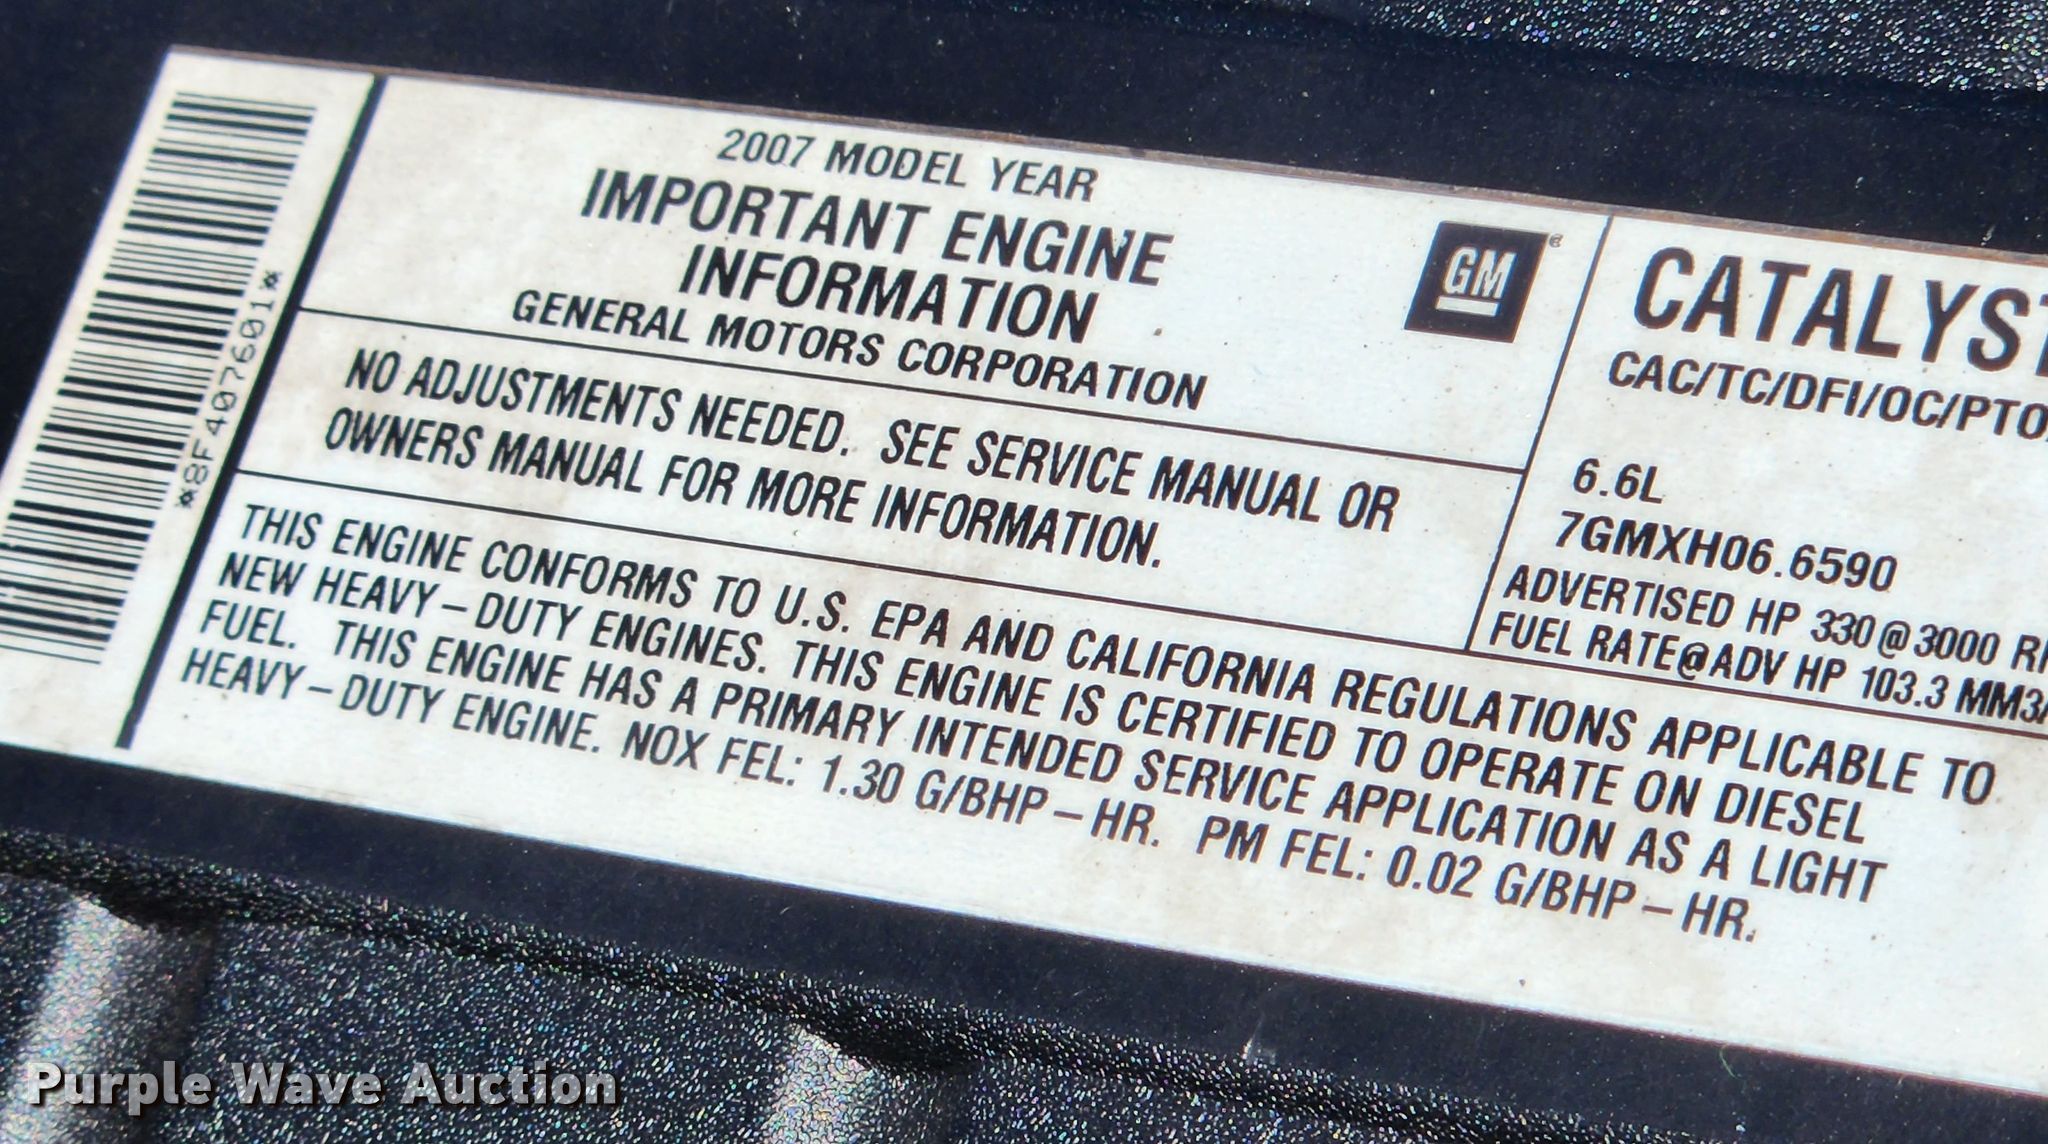 *8F407601*
2007 MODEL YEAR
IMPORTANT ENGINE
INFORMATION
GENERAL MOTORS CORPORATION
GM
®
NO ADJUSTMENTS NEEDED. SEE SERVICE MANUAL OR
OWNERS MANUAL FOR MORE INFORMATION.
CATALYST
CAC/TC/DFI/OC/PTO
6.6L
7GMXH06.6590
ADVERTISED HP 330@3000
FUEL RATE@ADV HP 103.3 MM3/
THIS ENGINE CONFORMS TO U.S. EPA AND CALIFORNIA REGULATIONS APPLICABLE TO
NEW HEAVY-DUTY ENGINES. THIS ENGINE IS CERTIFIED TO OPERATE ON DIESEL
FUEL. THIS ENGINE HAS A PRIMARY INTENDED SERVICE APPLICATION AS A LIGHT
HEAVY-DUTY ENGINE. NOX FEL: 1.30 G/BHP-HR. PM FEL: 0.02 G/BHP-HR.
Purple Wave Auction